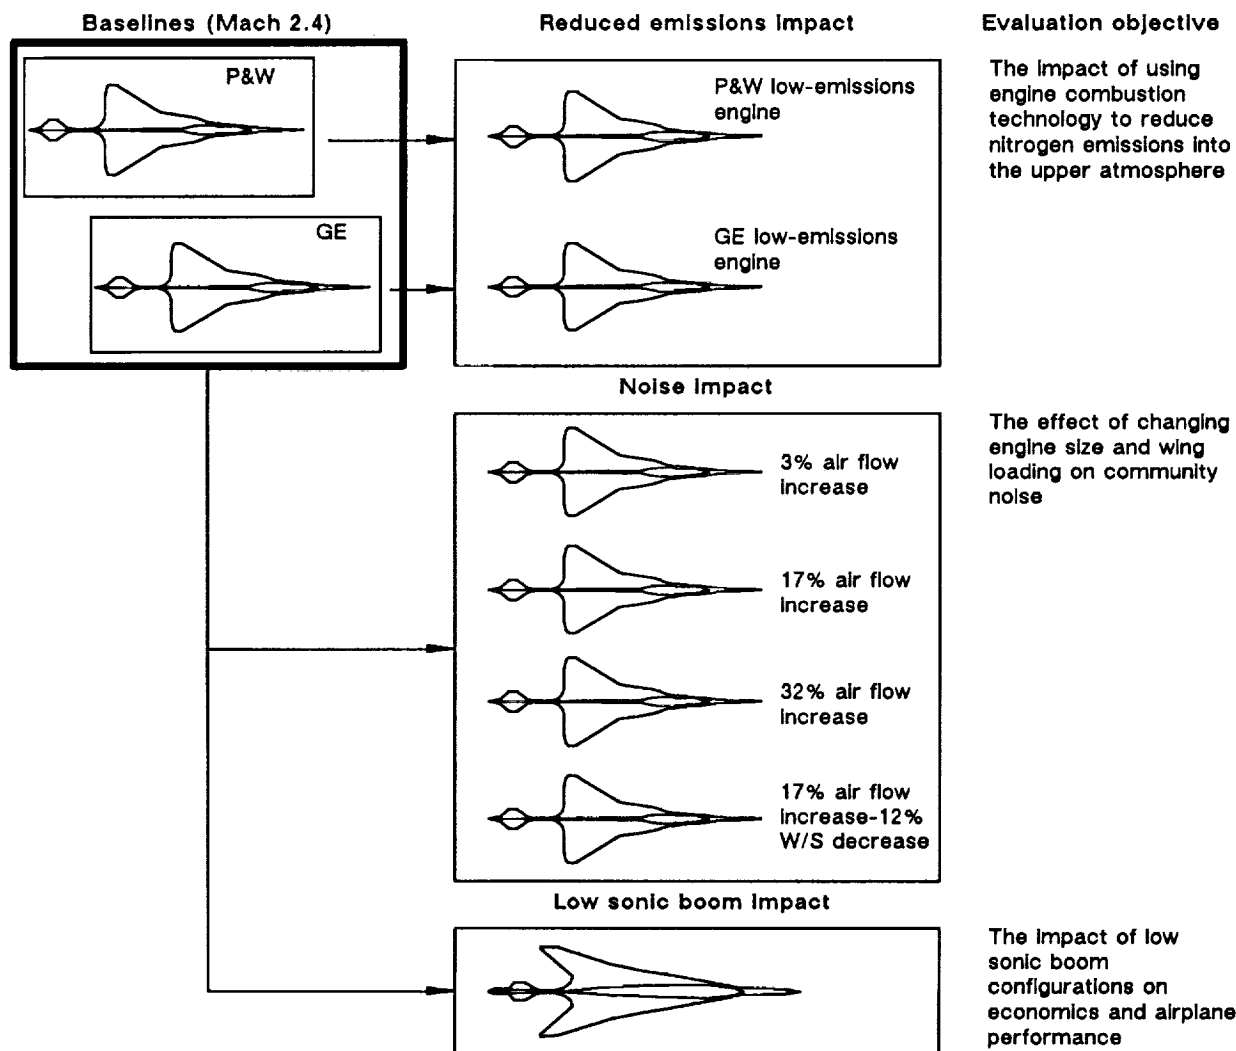 Baselines (Mach 2.4)
P&W
GE
Reduced emissions impact
P&W low-emissions
engine
GE low-emissions
engine
Evaluation objective
The impact of using
engine combustion
technology to reduce
nitrogen emissions into
the upper atmosphere
Noise impact
3% air flow
increase
17% air flow
increase
32% air flow
increase
17% air flow
increase-12%
W/S decrease
The effect of changing
engine size and wing
loading on community
noise
Low sonic boom impact
The impact of low
sonic boom
configurations on
economics and airplane
performance